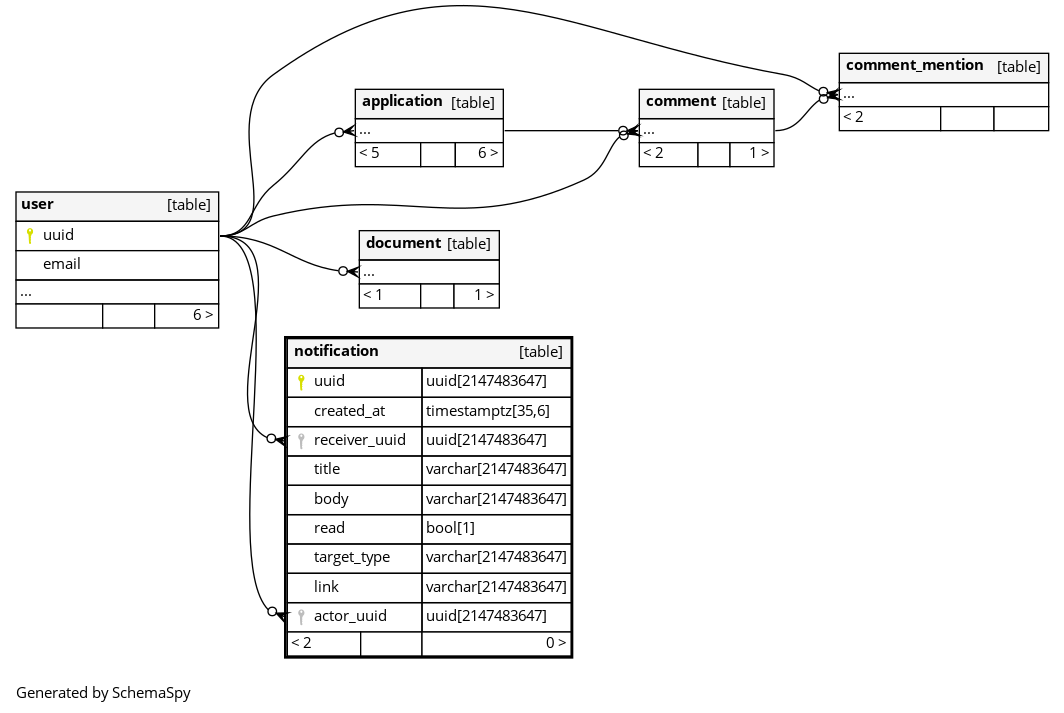 comment_mention [table]
...
< 2
application [table]
...
< 5 6 >
comment [table]
...
< 2 1 >
user [table]
uuid
email
...
6 >
document [table]
...
< 1 1 >
notification [table]
uuid uuid[2147483647]
created_at timestamptz[35,6]
receiver_uuid uuid[2147483647]
title varchar[2147483647]
body varchar[2147483647]
read bool[1]
target_type varchar[2147483647]
link varchar[2147483647]
actor_uuid uuid[2147483647]
< 2 0 >
Generated by SchemaSpy